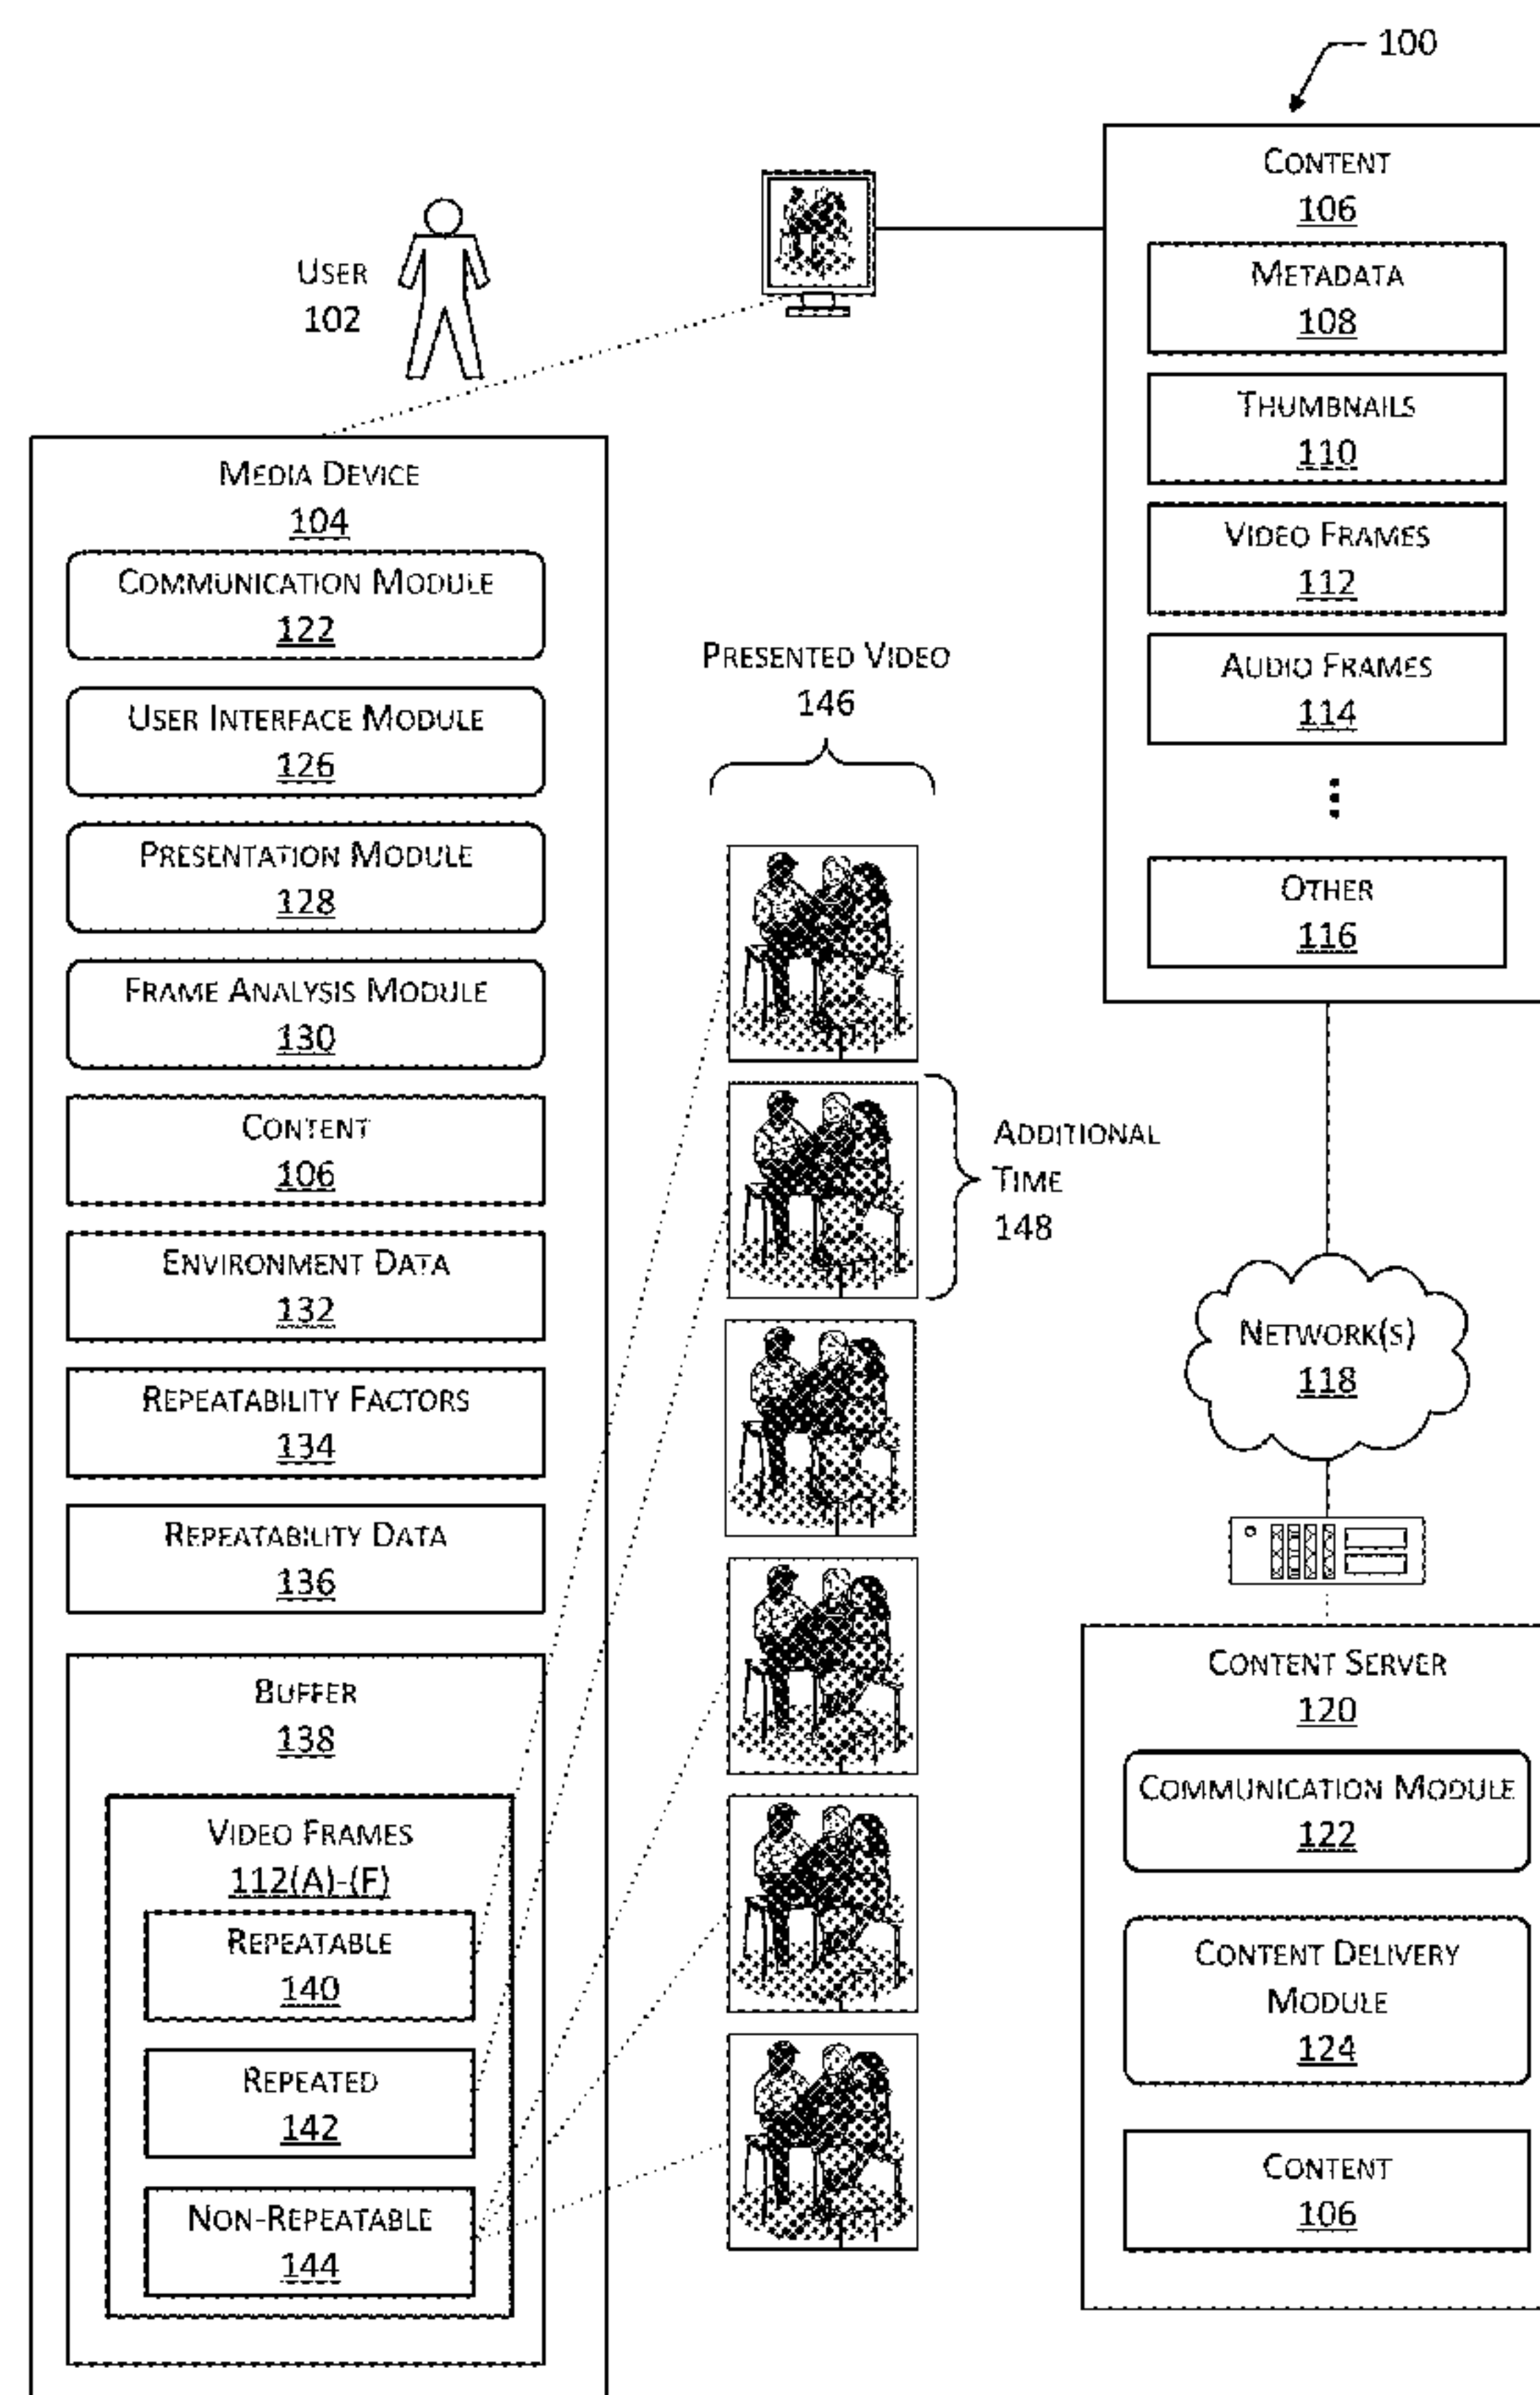 100
CONTENT
106
METADATA
108
THUMBNAILS
110
VIDEO FRAMES
112
AUDIO FRAMES
114
OTHER
116
USER
102
MEDIA DEVICE
104
COMMUNICATION MODULE
122
USER INTERFACE MODULE
126
PRESENTATION MODULE
128
FRAME ANALYSIS MODULE
130
CONTENT
106
ENVIRONMENT DATA
132
REPEATABILITY FACTORS
134
REPEATABILITY DATA
136
BUFFER
138
VIDEO FRAMES
112(A)-(F)
REPEATABLE
140
REPEATED
142
NON-REPEATABLE
144
PRESENTED VIDEO
146
ADDITIONAL
TIME
148
NETWORK(S)
118
CONTENT SERVER
120
COMMUNICATION MODULE
122
CONTENT DELIVERY
MODULE
124
CONTENT
106